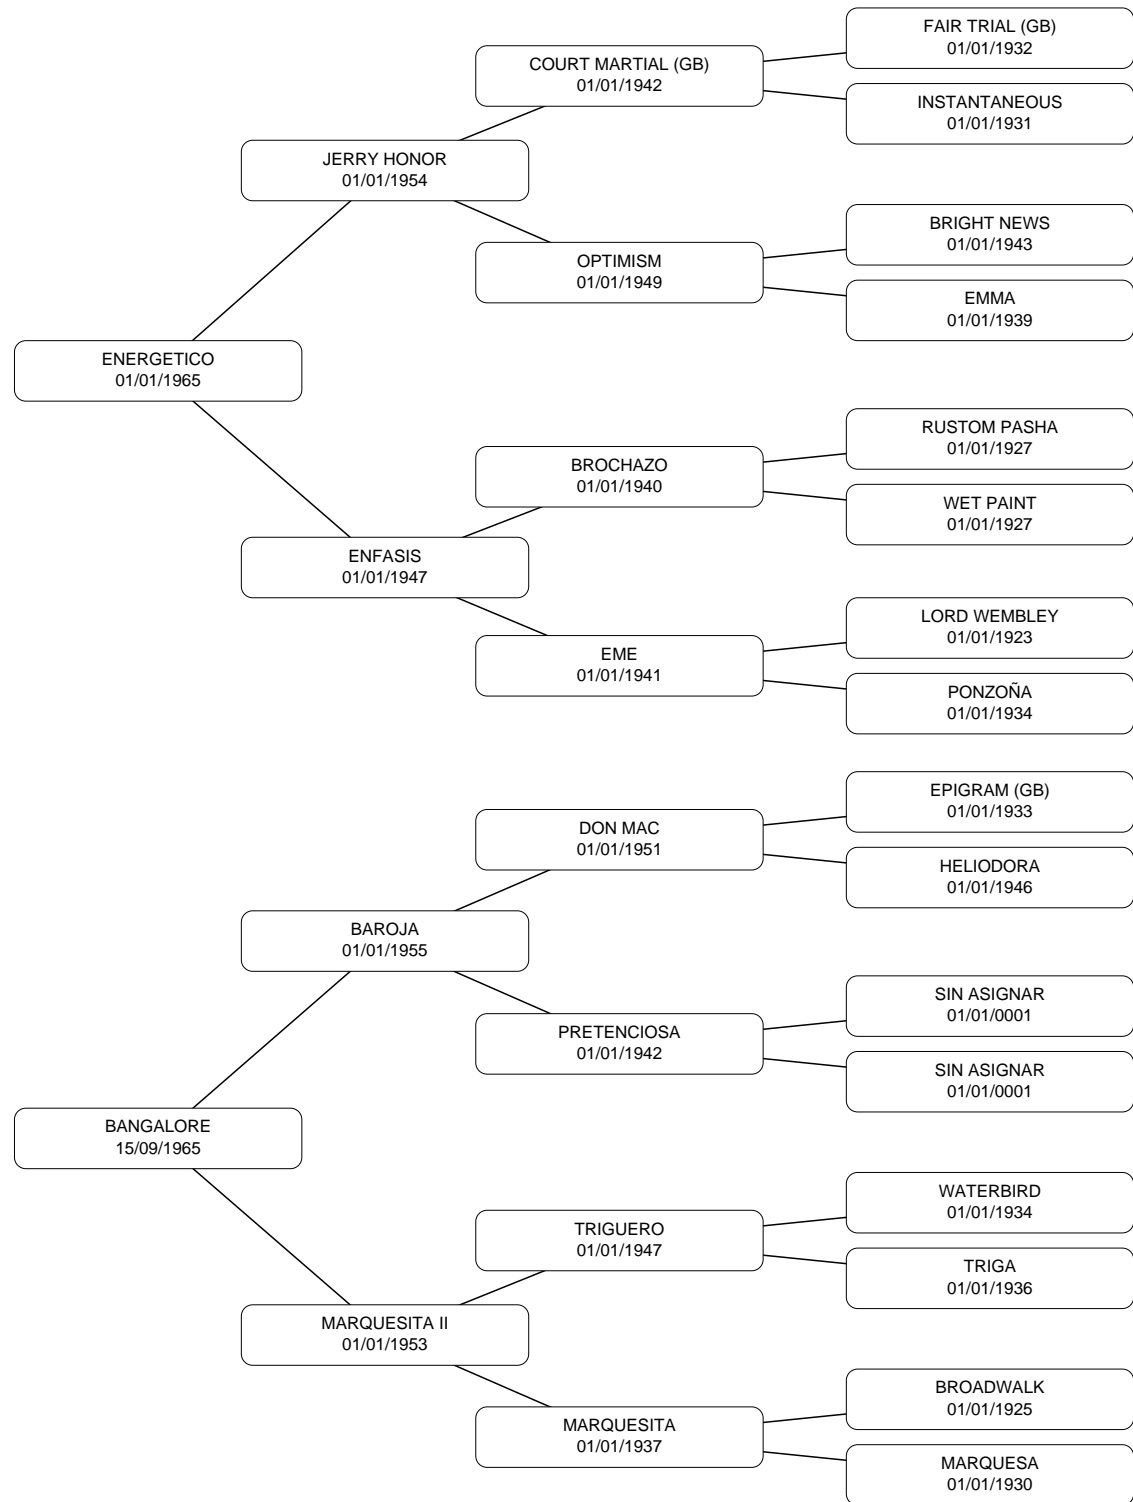 FAIR TRIAL (GB)
01/01/1932
COURT MARTIAL (GB)
01/01/1942
INSTANTANEOUS
01/01/1931
JERRY HONOR
01/01/1954
BRIGHT NEWS
01/01/1943
OPTIMISM
01/01/1949
EMMA
01/01/1939
ENERGETICO
01/01/1965
RUSTOM PASHA
01/01/1927
BROCHAZO
01/01/1940
WET PAINT
01/01/1927
ENFASIS
01/01/1947
LORD WEMBLEY
01/01/1923
EME
01/01/1941
PONZOÑA
01/01/1934
EPIGRAM (GB)
01/01/1933
DON MAC
01/01/1951
HELIODORA
01/01/1946
BAROJA
01/01/1955
SIN ASIGNAR
01/01/0001
PRETENCIOSA
01/01/1942
SIN ASIGNAR
01/01/0001
BANGALORE
15/09/1965
WATERBIRD
01/01/1934
TRIGUERO
01/01/1947
TRIGA
01/01/1936
MARQUESITA II
01/01/1953
BROADWALK
01/01/1925
MARQUESITA
01/01/1937
MARQUESA
01/01/1930